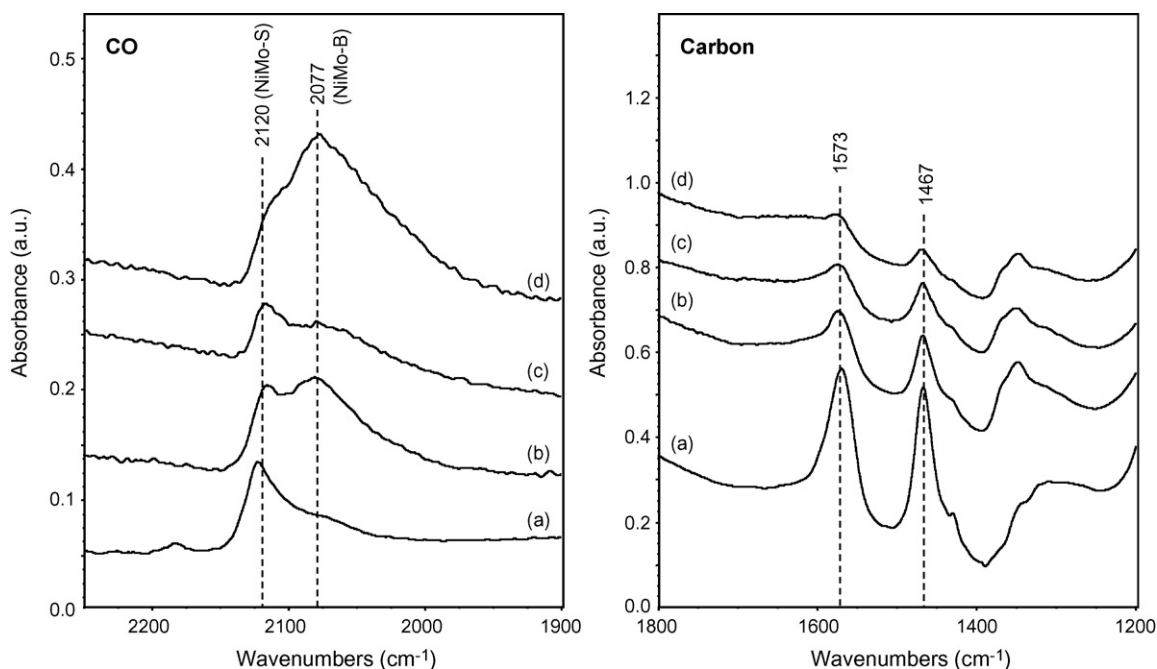 CO
2120 (NiMo-S)
2077
(NiMo-B)
0.5
0.4
0.3
0.2
0.1
0.0
Absorbance (a.u.)
(d)
(c)
(b)
(a)
2200
2100
2000
1900
Wavenumbers (cm-1)
Carbon
1573
1467
1.2
1.0
0.8
0.6
0.4
0.2
0.0
Absorbance (a.u.)
(d)
(c)
(b)
(a)
1800
1600
1400
1200
Wavenumbers (cm-1)